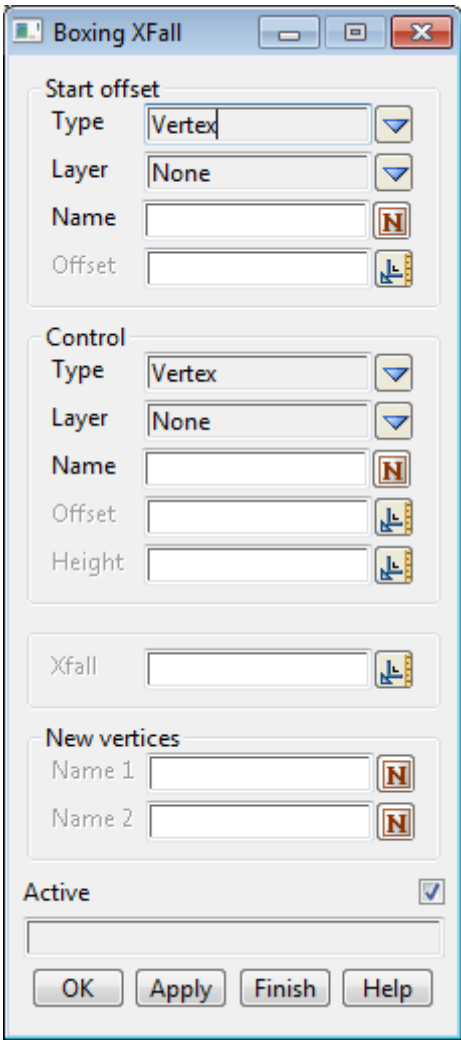 Boxing XFall
Start offset
Type Vertex
Layer None
Name N
Offset
Control
Type Vertex
Layer None
Name N
Offset
Height
Xfall
New vertices
Name 1 N
Name 2 N
Active
OK Apply Finish Help